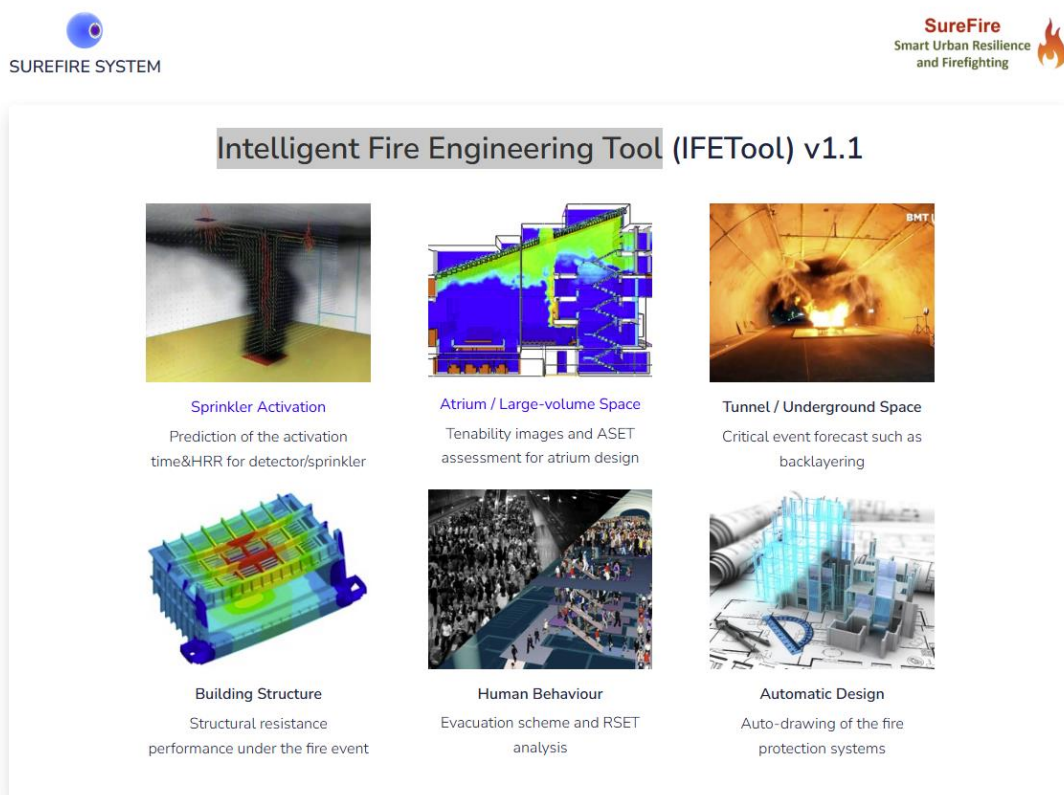 SUREFIRE SYSTEM
SureFire
Smart Urban Resilience
and Firefighting
Intelligent Fire Engineering Tool (IFETool) v1.1
BMT
Sprinkler Activation
Prediction of the activation
time&HRR for detector/sprinkler
Atrium / Large-volume Space
Tenability images and ASET
assessment for atrium design
Tunnel / Underground Space
Critical event forecast such as
backlayering
Building Structure
Structural resistance
performance under the fire event
Human Behaviour
Evacuation scheme and RSET
analysis
Automatic Design
Auto-drawing of the fire
protection systems